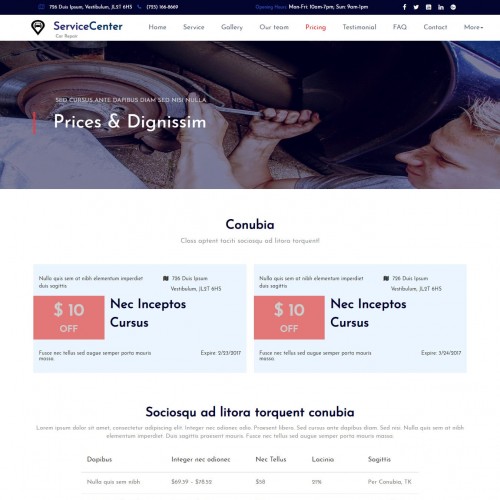 726 Duis Ipsum, Vestibulum, JL3T 6H5 (725) 166-8669 Opening Hours: Mon-Fri: 10am-7pm; Sun: 9am-1pm
ServiceCenter
Car Repair
Home Service Gallery Our team Pricing Testimonial FAQ Contact More
SED CURSUS ANTE DAPIBUS DIAM SED NISI NULLA
Prices & Dignissim
Conubia
Class aptent taciti sociosqu ad litora torquent!
Nulla quis sem at nibh elementum imperdiet duis sagittis
726 Duis Ipsum
Vestibulum, JL3T 6H5
$ 10
OFF
Nec Inceptos
Cursus
Fusce nec tellus sed augue semper porta mauris massa.
Expire: 2/23/2017
Nulla quis sem at nibh elementum imperdiet duis sagittis
726 Duis Ipsum
Vestibulum, JL3T 6H5
$ 10
OFF
Nec Inceptos
Cursus
Fusce nec tellus sed augue semper porta mauris massa.
Expire: 3/24/2017
Sociosqu ad litora torquent conubia
Lorem ipsum dolor sit amet, consectetur adipiscing elit. Integer nec odionec odio. Praesent libero. Sed cursus ante dapibus diam. Sed nisi. Nulla quis sem at nibh
elementum imperdiet. Duis sagittis praesent mauris. Fusce nec tellus sed augue semper porta. Mauris massa.
Dapibus Integer nec odionec Nec Tellus Lacinia Sagittis
Nulla quis sem nibh $69.59 – $78.52 $58 21% Per Conubia, TK